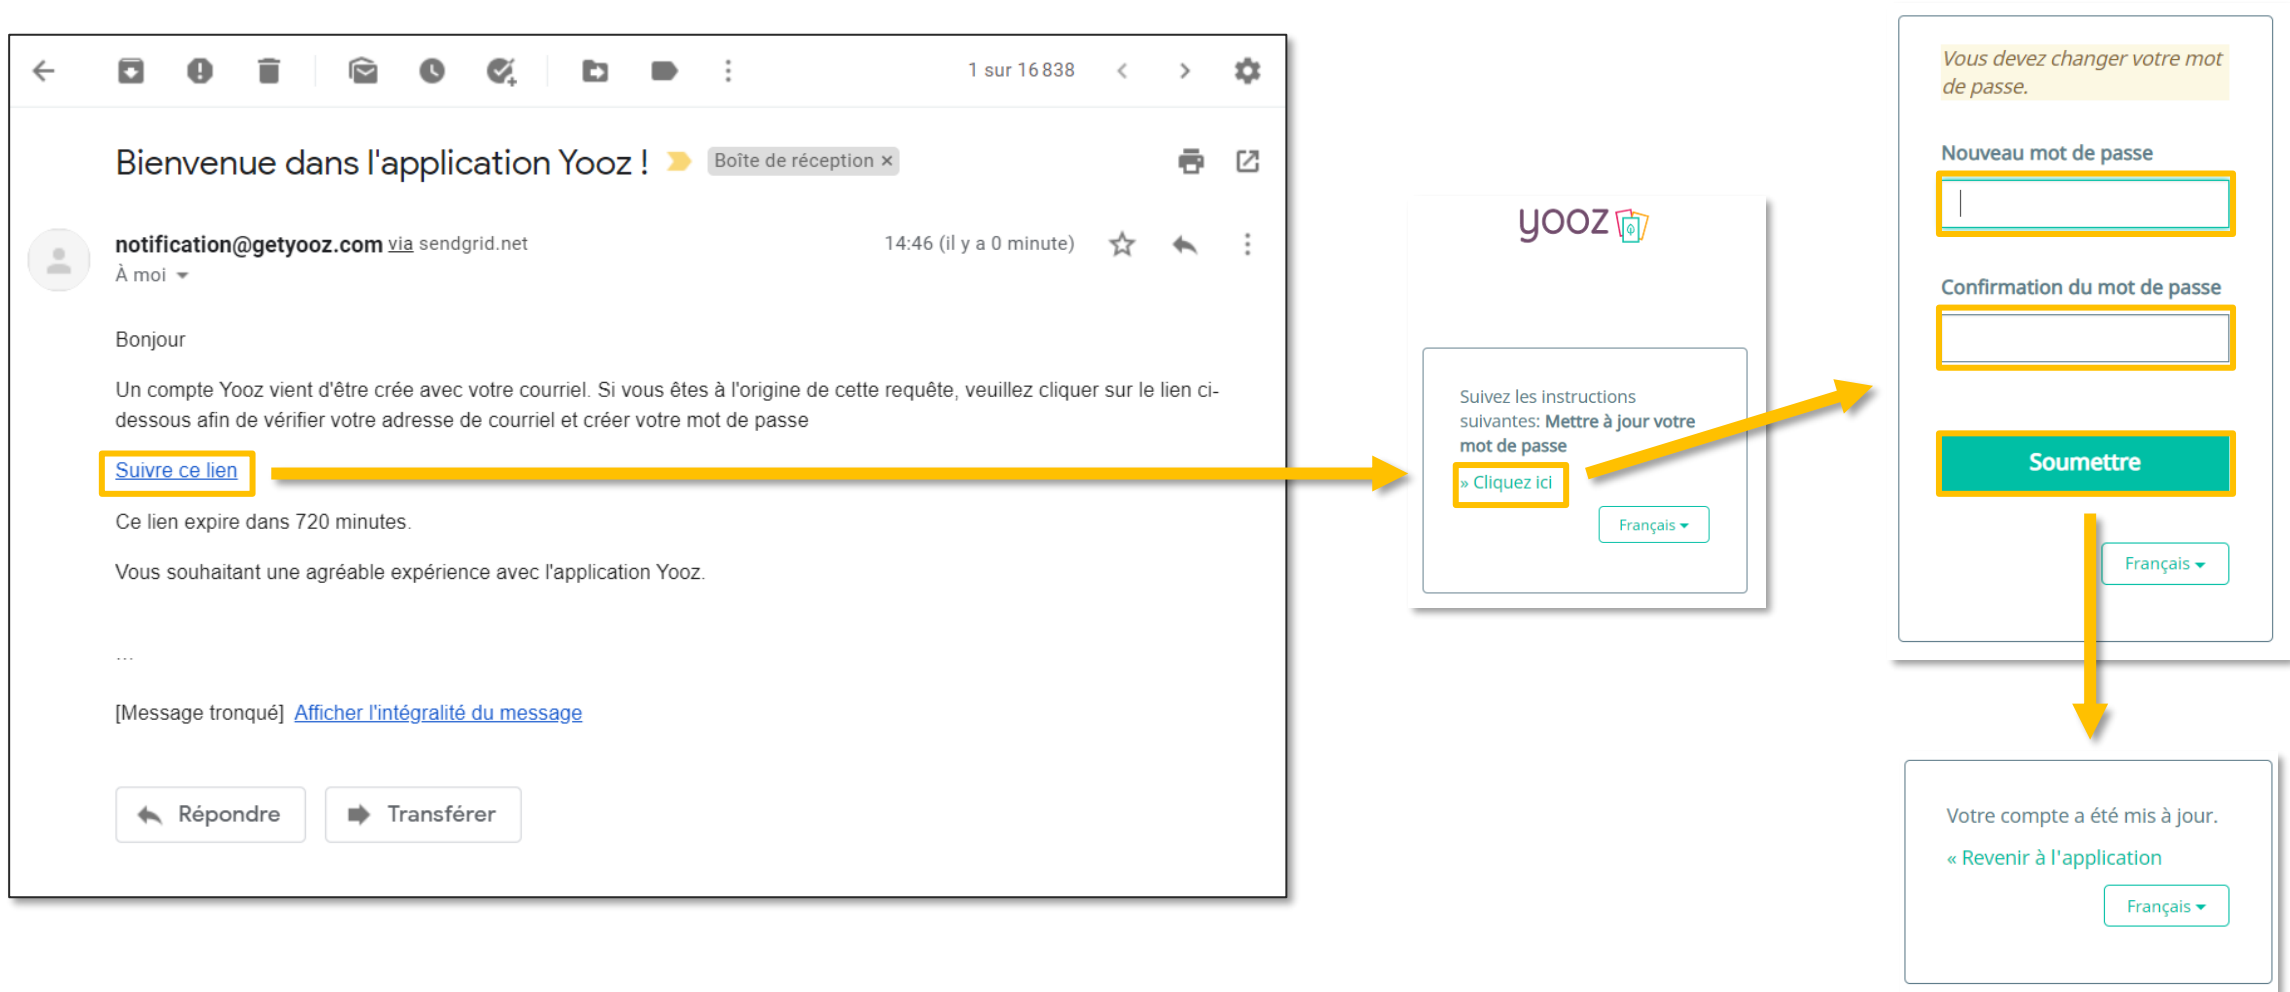 1 sur 16 838
Bienvenue dans l'application Yooz !
Boîte de réception ×
notification@getyooz.com via sendgrid.net
14:46 (il y a 0 minute)
À moi
Bonjour
Un compte Yooz vient d'être crée avec votre courriel. Si vous êtes à l'origine de cette requête, veuillez cliquer sur le lien ci-
dessous afin de vérifier votre adresse de courriel et créer votre mot de passe
Suivre ce lien
Ce lien expire dans 720 minutes.
Vous souhaitant une agréable expérience avec l'application Yooz.
...
[Message tronqué] Afficher l'intégralité du message
Répondre
Transférer
yooz
Suivez les instructions
suivantes: Mettre à jour votre
mot de passe
» Cliquez ici
Français
Vous devez changer votre mot
de passe.
Nouveau mot de passe
Confirmation du mot de passe
Soumettre
Français
Votre compte a été mis à jour.
« Revenir à l'application
Français